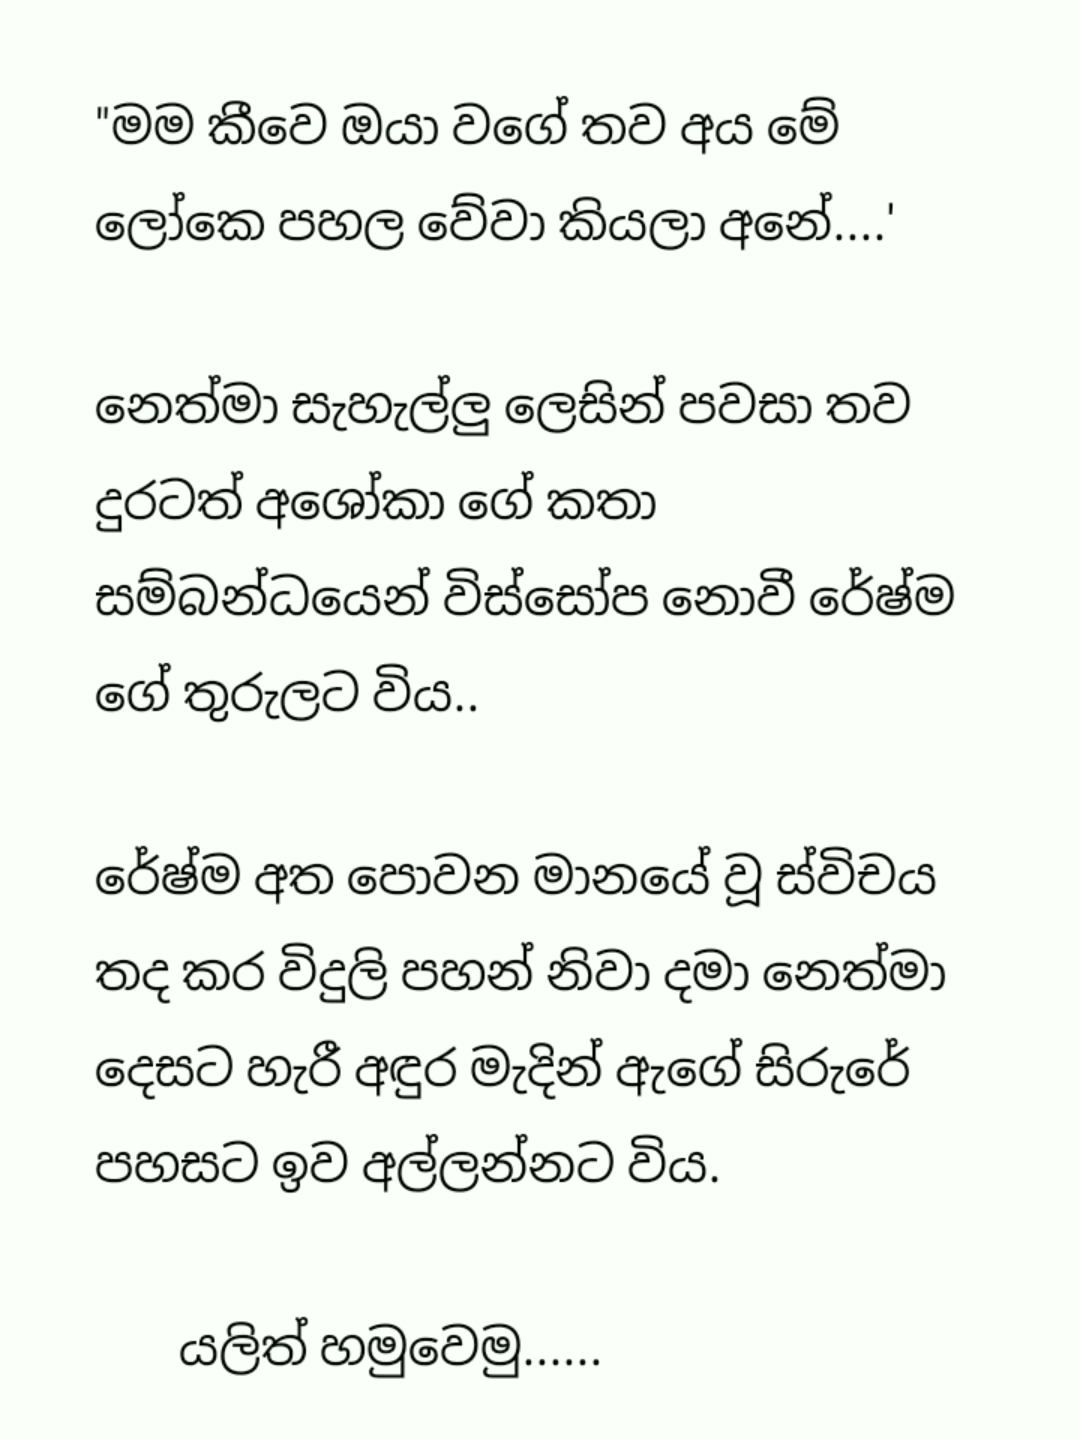 "මම කීවෙ ඔයා වගේ තව අය මේ
ලෝකෙ පහල වේවා කියලා අනේ....'
නෙත්මා සැහැල්ලු ලෙසින් පවසා තව
දුරටත් අශෝකා ගේ කතා
සම්බන්ධයෙන් විස්සෝප නොවී රේෂ්ම
ගේ තුරුලට විය..
රේෂ්ම අත පොවන මානයේ වූ ස්විචය
තද කර විදුලි පහන් නිවා දමා නෙත්මා
දෙසට හැරී අඳුර මැදින් ඇගේ සිරුරේ
පහසට ඉව අල්ලන්නට විය.
යලිත් හමුවෙමු......